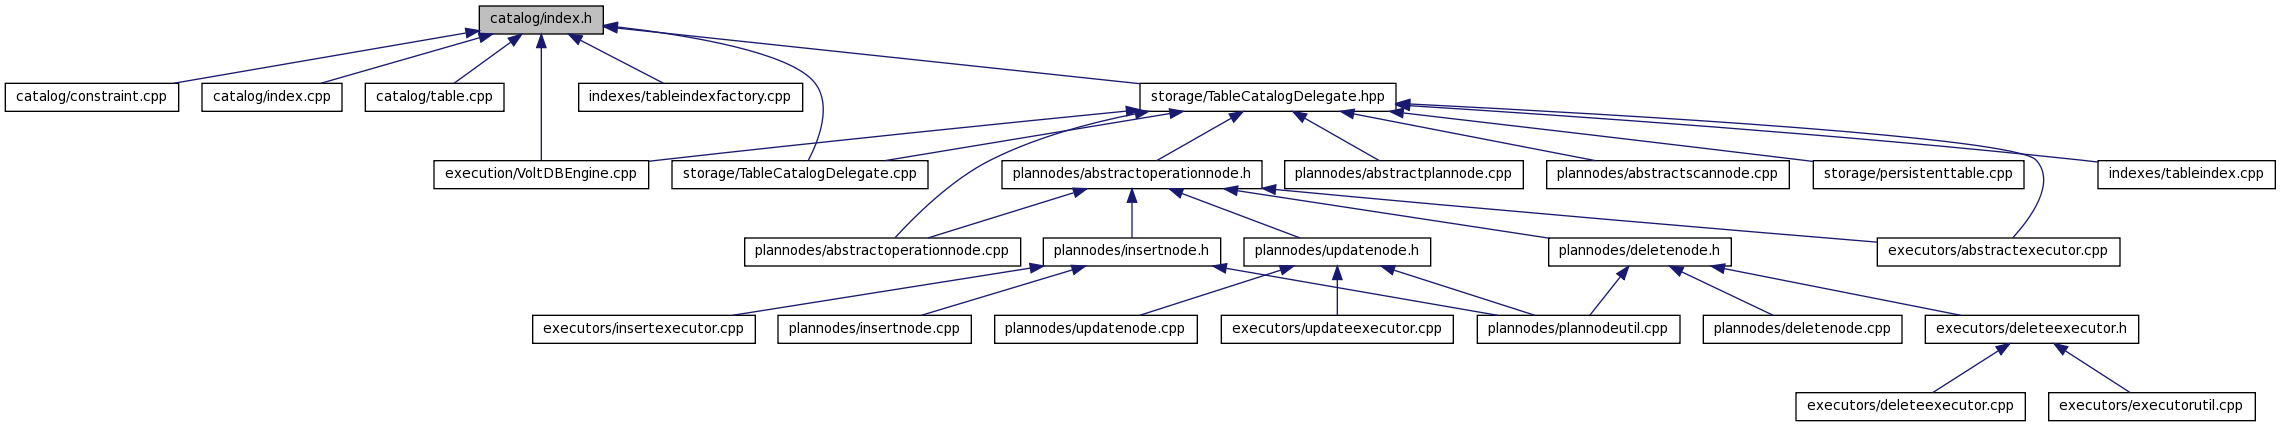 catalog/index.h
catalog/constraint.cpp
catalog/index.cpp
catalog/table.cpp
indexes/tableindexfactory.cpp
storage/TableCatalogDelegate.hpp
execution/VoltDBEngine.cpp
storage/TableCatalogDelegate.cpp
plannodes/abstractoperationnode.h
plannodes/abstractplannode.cpp
plannodes/abstractscannode.cpp
storage/persistenttable.cpp
indexes/tableindex.cpp
plannodes/abstractoperationnode.cpp
plannodes/insertnode.h
plannodes/updatenode.h
plannodes/deletenode.h
executors/abstractexecutor.cpp
executors/insertexecutor.cpp
plannodes/insertnode.cpp
plannodes/updatenode.cpp
executors/updateexecutor.cpp
plannodes/plannodeutil.cpp
plannodes/deletenode.cpp
executors/deleteexecutor.h
executors/deleteexecutor.cpp
executors/executorutil.cpp